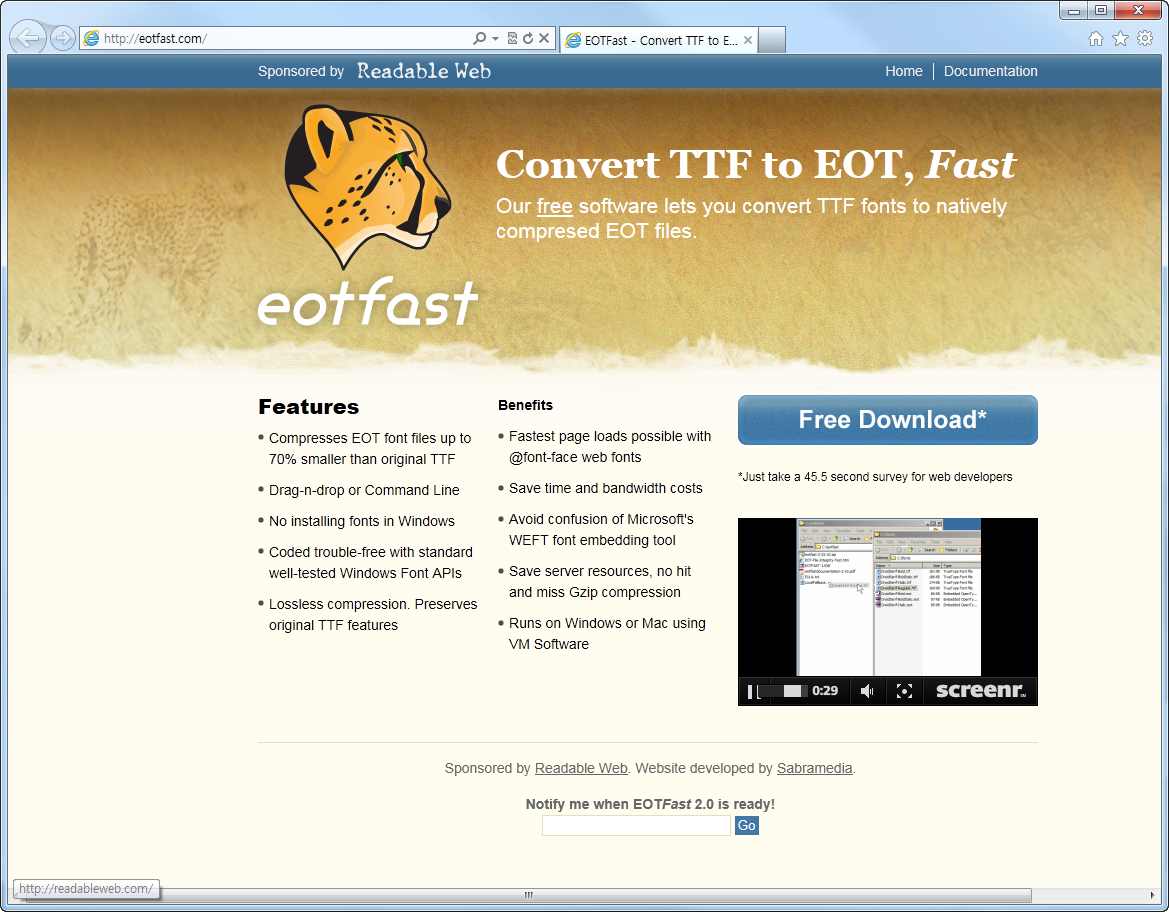 http://eotfast.com/
EOTFast - Convert TTF to E...
Sponsored by Readable Web
Home
Documentation
Convert TTF to EOT, Fast
Our free software lets you convert TTF fonts to natively
compresed EOT files.
eotfast
Features
Compresses EOT font files up to
70% smaller than original TTF
Drag-n-drop or Command Line
No installing fonts in Windows
Coded trouble-free with standard
well-tested Windows Font APIs
Lossless compression. Preserves
original TTF features
Benefits
Fastest page loads possible with
@font-face web fonts
Save time and bandwidth costs
Avoid confusion of Microsoft's
WEFT font embedding tool
Save server resources, no hit
and miss Gzip compression
Runs on Windows or Mac using
VM Software
Free Download*
*Just take a 45.5 second survey for web developers
0:29
screenr
Sponsored by Readable Web. Website developed by Sabramedia.
Notify me when EOTFast 2.0 is ready!
Go
http://readableweb.com/